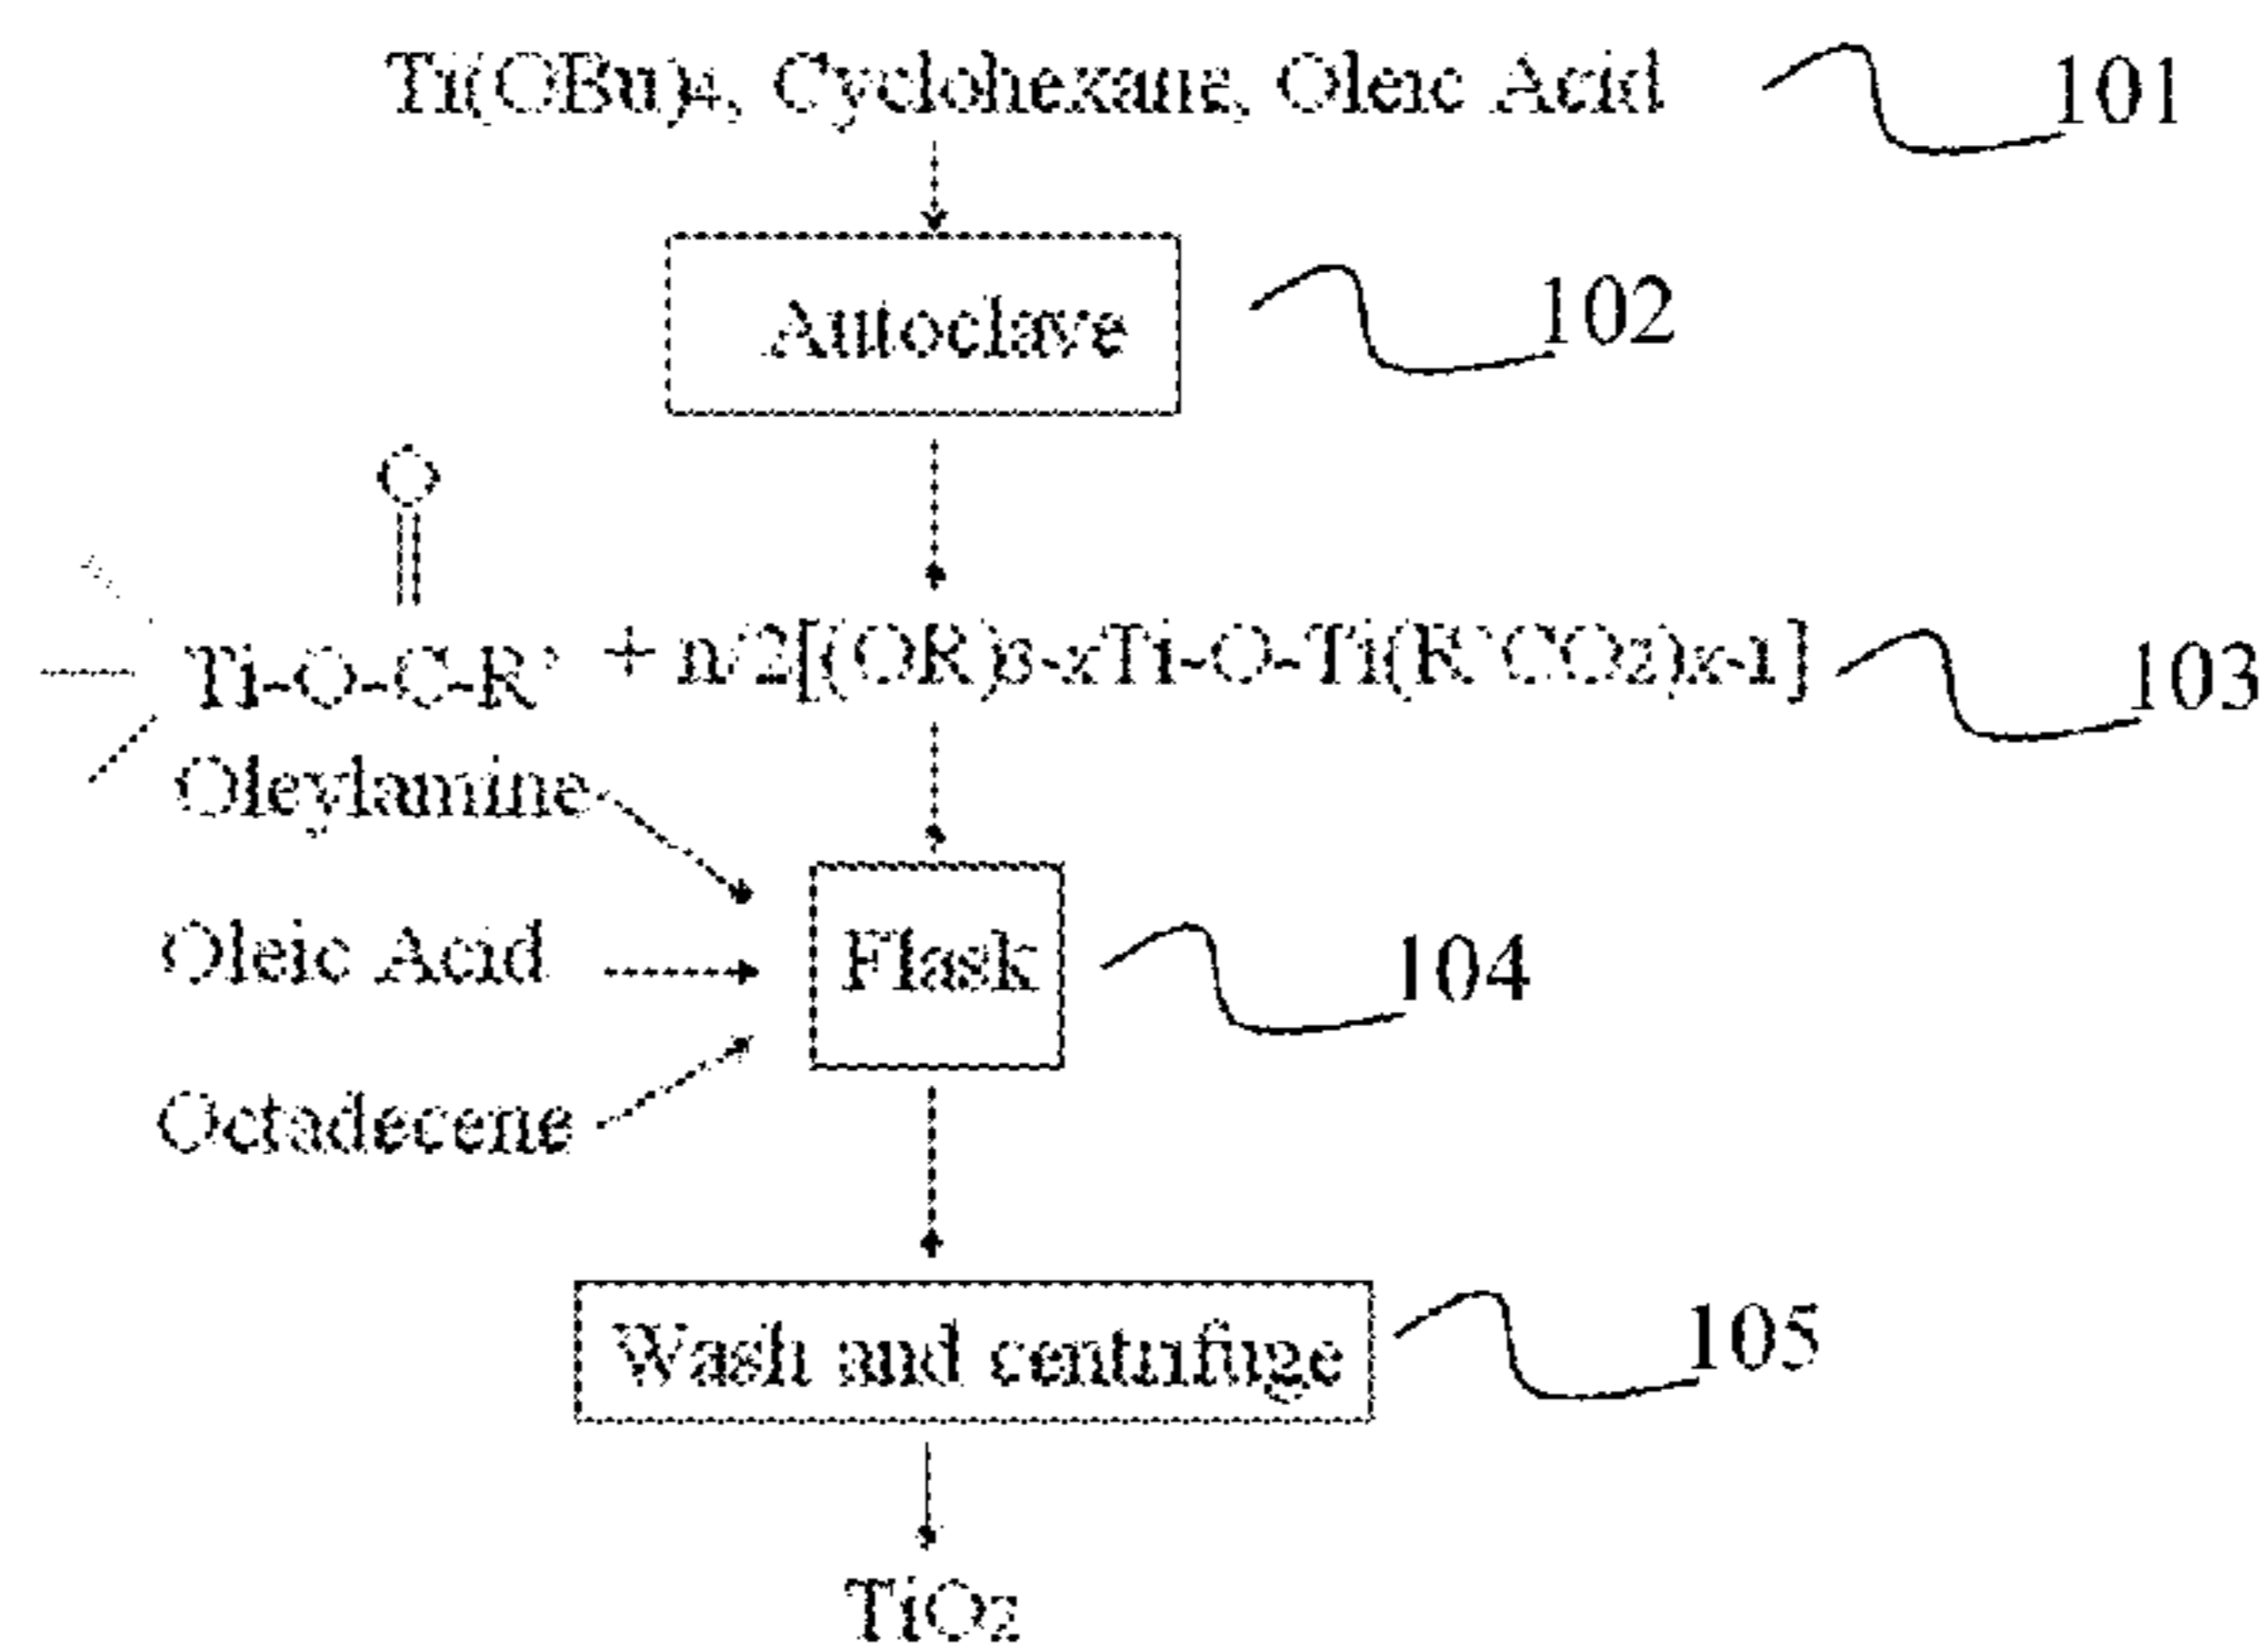 Ti(OBu)4, Cyclohexane, Oleic Acid 101
Autoclave 102
O
Ti-O-C-R' + n/2[(OR)3-xTi-O-Ti(R'CO2)x-1] 103
Oleylamine
Oleic Acid
Flask 104
Octadecene
Wash and centrifuge 105
TiO2